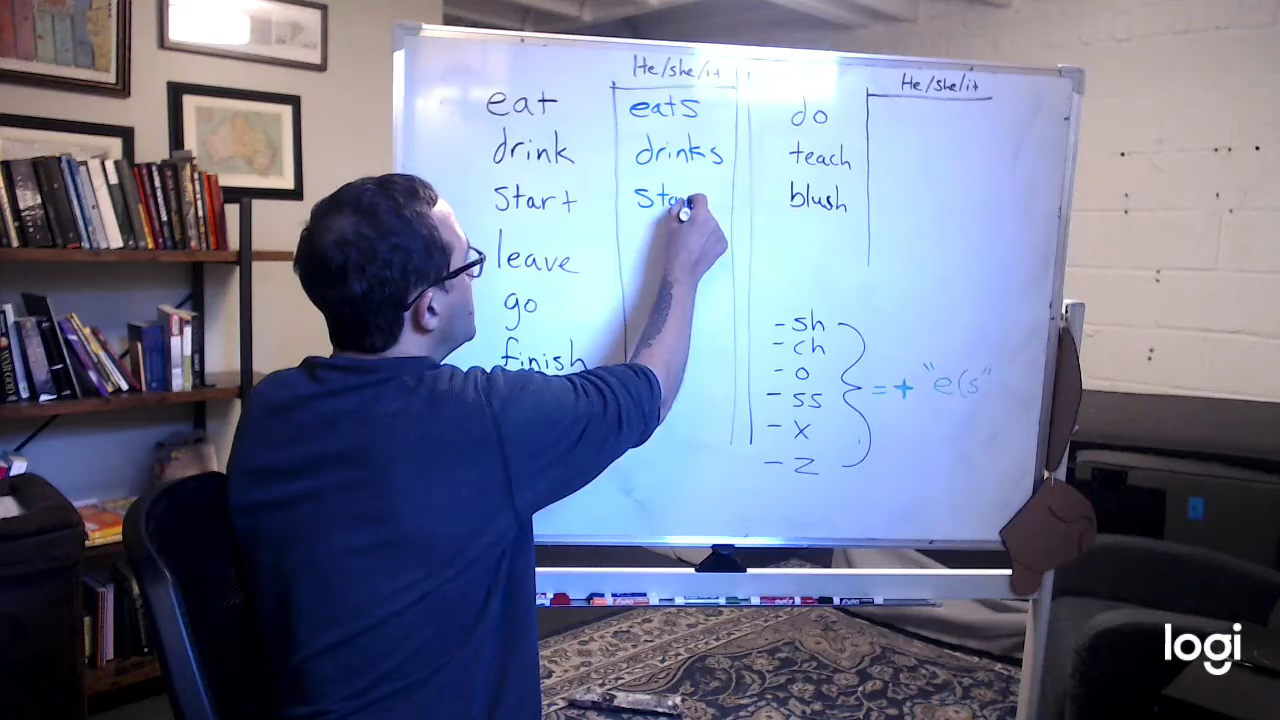 He/she/it
eat eats
drink drinks
start
leave
go
finish
He/she/it
do
teach
blush
- sh
- ch
- o
- ss
- x
- z
= + "e(s"
logi